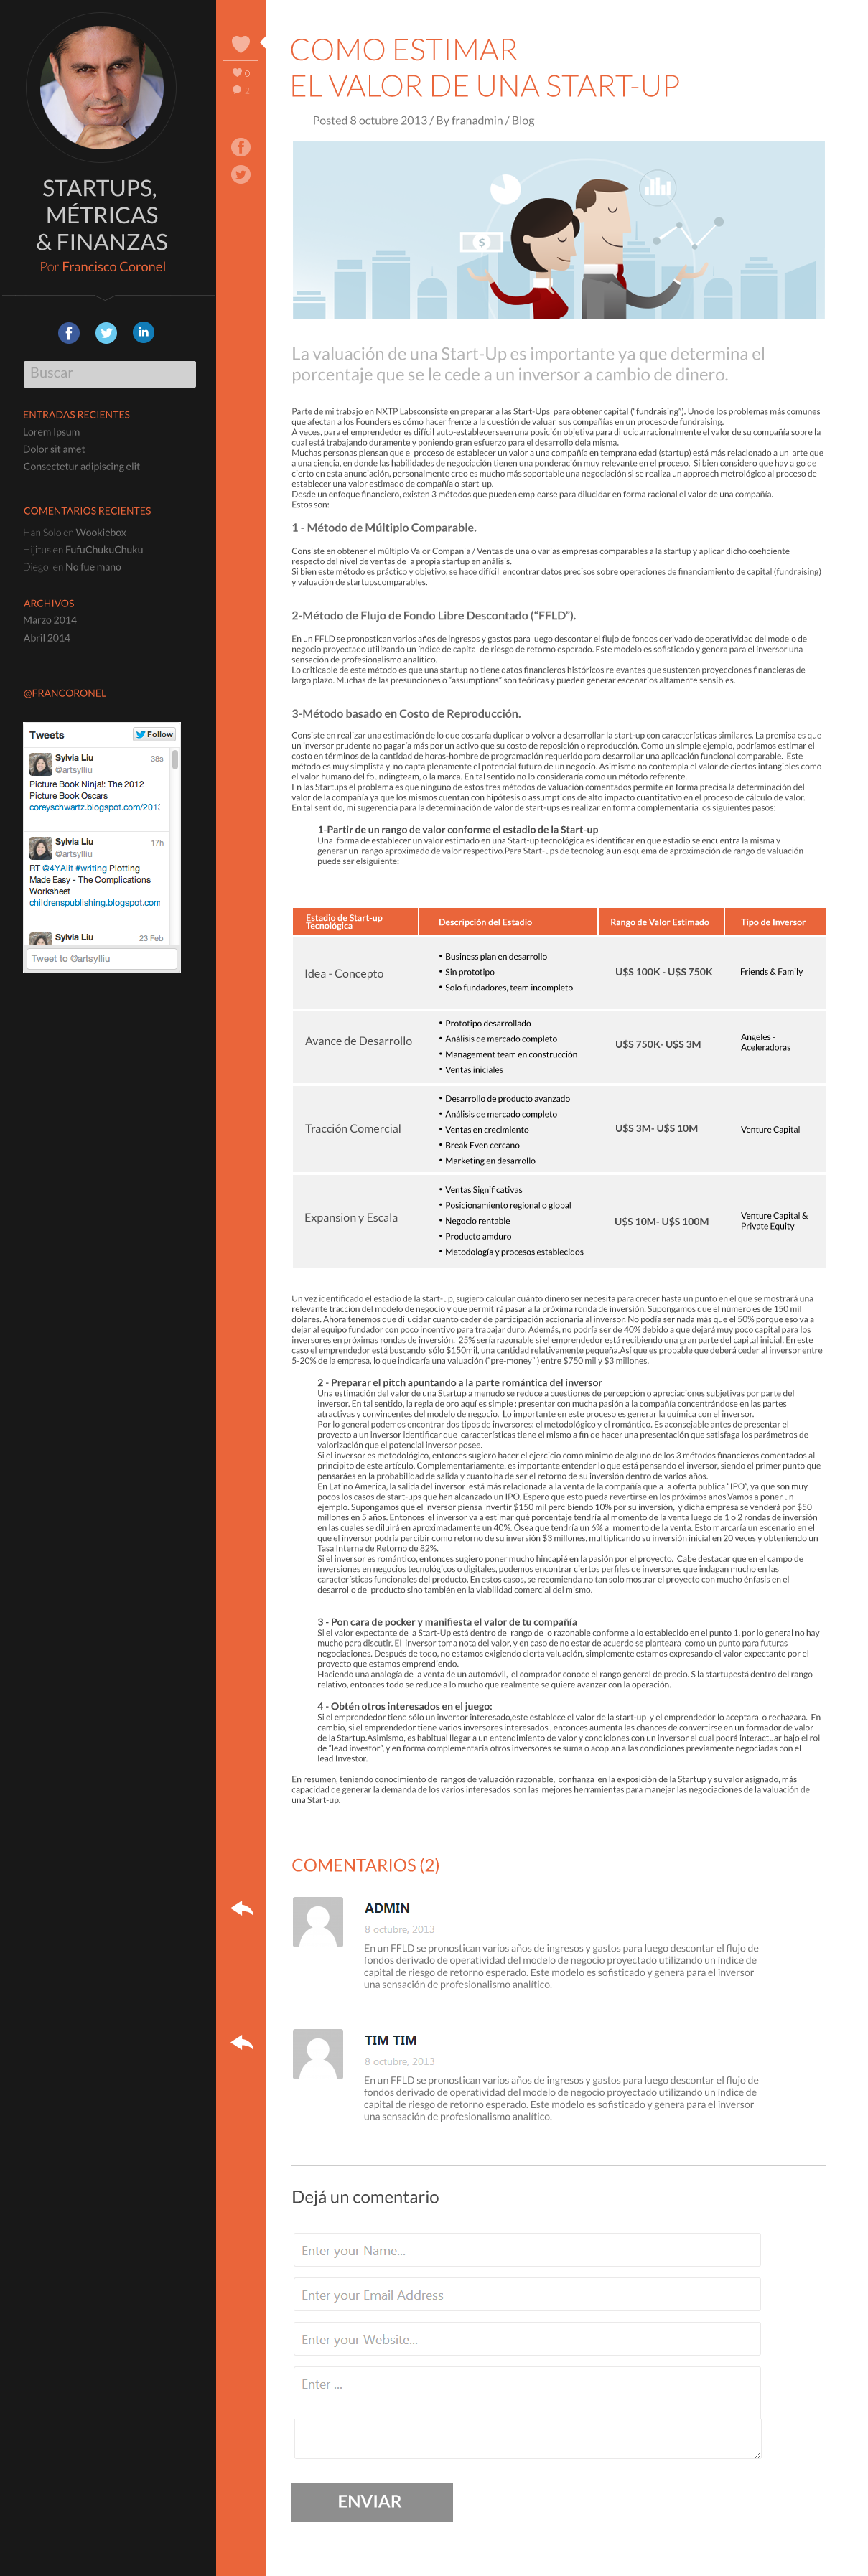 STARTUPS,
MÉTRICAS
& FINANZAS
Por Francisco Coronel
Buscar
ENTRADAS RECIENTES
Lorem Ipsum
Dolor sit amet
Consectetur adipiscing elit
COMENTARIOS RECIENTES
Han Solo en Wookiebox
Hijitus en FufuChukuChuku
Diegol en No fue mano
ARCHIVOS
Marzo 2014
Abril 2014
@FRANCORONEL
Tweets Follow
Sylvia Liu 38s
@artsylliu
Picture Book Ninja!: The 2012
Picture Book Oscars
coreyschwartz.blogspot.com/201
Sylvia Liu 17h
@artsylliu
RT @4YAlit #writing Plotting
Made Easy - The Complications
Worksheet
childrenspublishing.blogspot.com
Sylvia Liu 23 Feb
Tweet to @artsylliu
0
2
COMO ESTIMAR
EL VALOR DE UNA START-UP
Posted 8 octubre 2013 / By franadmin / Blog
$
La valuación de una Start-Up es importante ya que determina el
porcentaje que se le cede a un inversor a cambio de dinero.
Parte de mi trabajo en NXTP Labsconsiste en preparar a las Start-Ups para obtener capital ("fundraising"). Uno de los problemas más comunes
que afectan a los Founders es cómo hacer frente a la cuestión de valuar sus compañías en un proceso de fundraising.
A veces, para el emprendedor es difícil auto-establecerseen una posición objetiva para dilucidarracionalmente el valor de su compañía sobre la
cual está trabajando duramente y poniendo gran esfuerzo para el desarrollo dela misma.
Muchas personas piensan que el proceso de establecer un valor a una compañía en temprana edad (startup) está más relacionado a un arte que
a una ciencia, en donde las habilidades de negociación tienen una ponderación muy relevante en el proceso. Si bien considero que hay algo de
cierto en esta anunciación, personalmente creo es mucho más soportable una negociación si se realiza un approach metrológico al proceso de
establecer una valor estimado de compañía o start-up.
Desde un enfoque financiero, existen 3 métodos que pueden emplearse para dilucidar en forma racional el valor de una compañía.
Estos son:
1 - Método de Múltiplo Comparable.
Consiste en obtener el múltiplo Valor Compania / Ventas de una o varias empresas comparables a la startup y aplicar dicho coeficiente
respecto del nivel de ventas de la propia startup en análisis.
Si bien este método es práctico y objetivo, se hace difícil encontrar datos precisos sobre operaciones de financiamiento de capital (fundraising)
y valuación de startupscomparables.
2-Método de Flujo de Fondo Libre Descontado ("FFLD").
En un FFLD se pronostican varios años de ingresos y gastos para luego descontar el flujo de fondos derivado de operatividad del modelo de
negocio proyectado utilizando un índice de capital de riesgo de retorno esperado. Este modelo es sofisticado y genera para el inversor una
sensación de profesionalismo analítico.
Lo criticable de este método es que una startup no tiene datos financieros históricos relevantes que sustenten proyecciones financieras de
largo plazo. Muchas de las presunciones o "assumptions" son teóricas y pueden generar escenarios altamente sensibles.
3-Método basado en Costo de Reproducción.
Consiste en realizar una estimación de lo que costaría duplicar o volver a desarrollar la start-up con características similares. La premisa es que
un inversor prudente no pagaría más por un activo que su costo de reposición o reproducción. Como un simple ejemplo, podríamos estimar el
costo en términos de la cantidad de horas-hombre de programación requerido para desarrollar una aplicación funcional comparable. Este
método es muy simplista y no capta el potencial futuro de un negocio. Asimismo no contempla el valor de ciertos intangibles como
el valor humano del foundingteam, o la marca. En tal sentido no lo consideraría como un método referente.
En las Startups el problema es que ninguno de estos tres métodos de valuación comentados permite en forma precisa la determinación del
valor de la compañía ya que los mismos cuentan con hipótesis o assumptions de alto impacto cuantitativo en el proceso de cálculo de valor.
En tal sentido, mi sugerencia para la determinación de valor de start-ups es realizar en forma complementaria los siguientes pasos:
1-Partir de un rango de valor conforme el estadio de la Start-up
Una forma de establecer un valor estimado en una Start-up tecnológica es identificar en que estadio se encuentra la misma y
generar un rango aproximado de valor respectivo.Para Start-ups de tecnología un esquema de aproximación de rango de valuación
puede ser elsiguiente:
Estadio de Start-up
Tecnológica
Descripción del Estadio
Rango de Valor Estimado
Tipo de Inversor
Idea - Concepto
• Business plan en desarrollo
• Sin prototipo
• Solo fundadores, team incompleto
U$S 100K - U$S 750K
Friends & Family
Avance de Desarrollo
• Prototipo desarrollado
• Análisis de mercado completo
• Management team en construcción
• Ventas iniciales
U$S 750K- U$S 3M
Angeles -
Aceleradoras
Tracción Comercial
• Desarrollo de producto avanzado
• Análisis de mercado completo
• Ventas en crecimiento
• Break Even cercano
• Marketing en desarrollo
U$S 3M- U$S 10M
Venture Capital
Expansion y Escala
• Ventas Significativas
• Posicionamiento regional o global
• Negocio rentable
• Producto amduro
• Metodología y procesos establecidos
U$S 10M- U$S 100M
Venture Capital &
Private Equity
Un vez identificado el estadio de la start-up, sugiero calcular cuánto dinero ser necesita para crecer hasta un punto en el que se mostrará una
relevante tracción del modelo de negocio y que permitirá pasar a la próxima ronda de inversión. Supongamos que el número es de 150 mil
dólares. Ahora tenemos que dilucidar cuanto ceder de participación accionaria al inversor. No podía ser nada más que el 50% porque eso va a
dejar al equipo fundador con poco incentivo para trabajar duro. Además, no podría ser de 40% debido a que dejará muy poco capital para los
inversores en próximas rondas de inversión. 25% sería razonable si el emprendedor está recibiendo una gran parte del capital inicial. En este
caso el emprendedor está buscando sólo $150mil, una cantidad relativamente pequeña.Así que es probable que deberá ceder al inversor entre
5-20% de la empresa, lo que indicaría una valuación ("pre-money" ) entre $750 mil y $3 millones.
2 - Preparar el pitch apuntando a la parte romántica del inversor
Una estimación del valor de una Startup a menudo se reduce a cuestiones de percepción o apreciaciones subjetivas por parte del
inversor. En tal sentido, la regla de oro aquí es simple : presentar con mucha pasión a la compañía concentrándose en las partes
atractivas y convincentes del modelo de negocio. Lo importante en este proceso es generar la química con el inversor.
Por lo general podemos encontrar dos tipos de inversores: el metodológico y el romántico. Es aconsejable antes de presentar el
proyecto a un inversor identificar que características tiene el mismo a fin de hacer una presentación que satisfaga los parámetros de
valorización que el potencial inversor posee.
Si el inversor es metodológico, entonces sugiero hacer el ejercicio como mínimo de alguno de los 3 métodos financieros comentados al
principito de este artículo. Complementariamente, es importante entender lo que está pensando el inversor, siendo el primer punto que
pensaráes en la probabilidad de salida y cuanto ha de ser el retorno de su inversión dentro de varios años.
En Latino America, la salida del inversor está más relacionada a la venta de la compañía que a la oferta publica "IPO", ya que son muy
pocos los casos de start-ups que han alcanzado un IPO. Espero que esto pueda revertirse en los próximos anos.Vamos a poner un
ejemplo. Supongamos que el inversor piensa invertir $150 mil percibiendo 10% por su inversión, y dicha empresa se venderá por $50
millones en 5 años. Entonces el inversor va a estimar qué porcentaje tendría al momento de la venta luego de 1 o 2 rondas de inversión
en las cuales se diluirá en aproximadamente un 40%. Ósea que tendría un 6% al momento de la venta. Esto marcaría un escenario en el
que el inversor podría percibir como retorno de su inversión $3 millones, multiplicando su inversión inicial en 20 veces y obteniendo un
Tasa Interna de Retorno de 82%.
Si el inversor es romántico, entonces sugiero poner mucho hincapié en la pasión por el proyecto. Cabe destacar que en el campo de
inversiones en negocios tecnológicos o digitales, podemos encontrar ciertos perfiles de inversores que indagan mucho en las
características funcionales del producto. En estos casos, se recomienda no tan solo mostrar el proyecto con mucho énfasis en el
desarrollo del producto sino también en la viabilidad comercial del mismo.
3 - Pon cara de pocker y manifiesta el valor de tu compañía
Si el valor expectante de la Start-Up está dentro del rango de lo razonable conforme a lo establecido en el punto 1, por lo general no hay
mucho para discutir. El inversor toma nota del valor, y en caso de no estar de acuerdo se planteara como un punto para futuras
negociaciones. Después de todo, no estamos exigiendo cierta valuación, simplemente estamos expresando el valor expectante por el
proyecto que estamos emprendiendo.
Haciendo una analogía de la venta de un automóvil, el comprador conoce el rango general de precio. S la startupestá dentro del rango
relativo, entonces todo se reduce a lo mucho que realmente se quiere avanzar con la operación.
4 - Obtén otros interesados en el juego:
Si el emprendedor tiene sólo un inversor interesado,este establece el valor de la start-up y el emprendedor lo aceptara o rechazara. En
cambio, si el emprendedor tiene varios inversores interesados , entonces aumenta las chances de convertirse en un formador de valor
de la Startup.Asimismo, es habitual llegar a un entendimiento de valor y condiciones con un inversor el cual podrá interactuar bajo el rol
de "lead investor", y en forma complementaria otros inversores se suma o acoplan a las condiciones previamente negociadas con el
lead Investor.
En resumen, teniendo conocimiento de rangos de valuación razonable, confianza en la exposición de la Startup y su valor asignado, más
capacidad de generar la demanda de los varios interesados son las mejores herramientas para manejar las negociaciones de la valuación de
una Start-up.
COMENTARIOS (2)
ADMIN
8 octubre, 2013
En un FFLD se pronostican varios años de ingresos y gastos para luego descontar el flujo de
fondos derivado de operatividad del modelo de negocio proyectado utilizando un índice de
capital de riesgo de retorno esperado. Este modelo es sofisticado y genera para el inversor
una sensación de profesionalismo analítico.
TIM TIM
8 octubre, 2013
En un FFLD se pronostican varios años de ingresos y gastos para luego descontar el flujo de
fondos derivado de operatividad del modelo de negocio proyectado utilizando un índice de
capital de riesgo de retorno esperado. Este modelo es sofisticado y genera para el inversor
una sensación de profesionalismo analítico.
Dejá un comentario
Enter your Name...
Enter your Email Address
Enter your Website...
Enter ...
ENVIAR